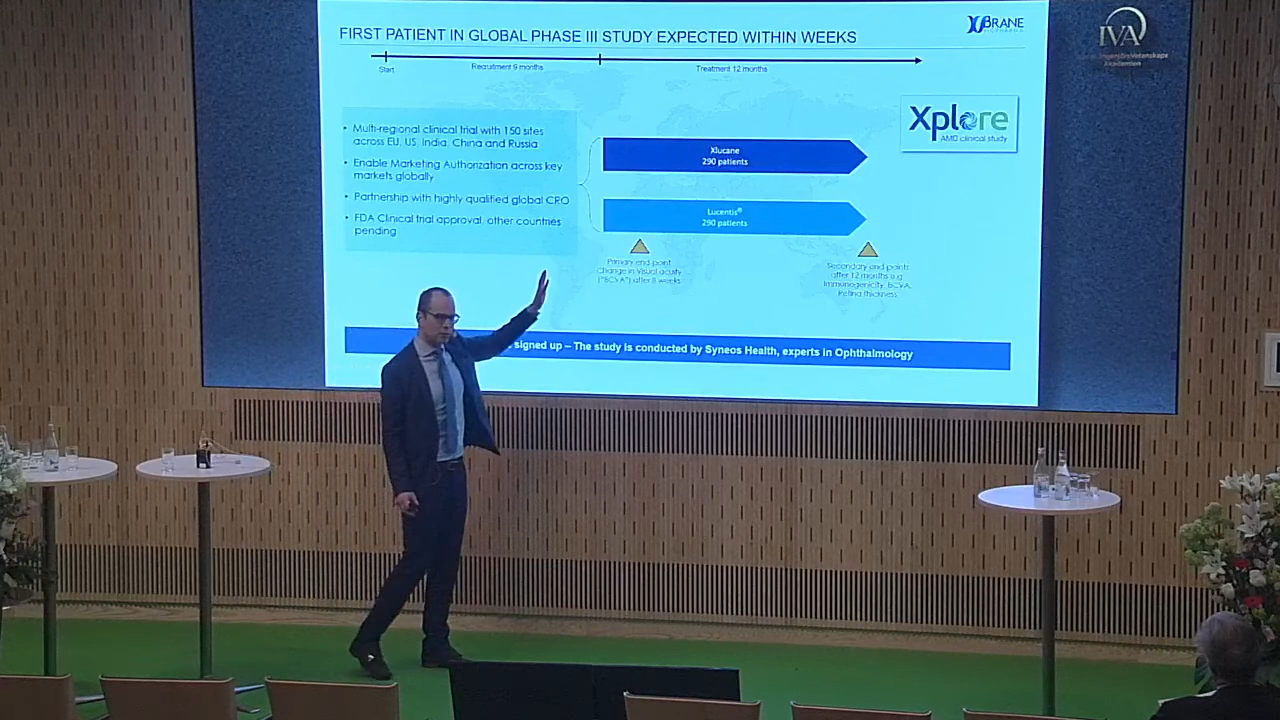 FIRST PATIENT IN GLOBAL PHASE III STUDY EXPECTED WITHIN WEEKS
XBRANE
BIOPHARMA
IVA
Start
Recruitment 9 months
Treatment 12 months
• Multi-regional clinical trial with 150 sites
across EU, US, India, China and Russia
• Enable Marketing Authorization across key
markets globally
• Partnership with highly qualified global CRO
• FDA Clinical trial approval, other countries
pending
Xlucane
290 patients
Lucentis®
290 patients
Xplore
AMD clinical study
Primary end-point
Change in Visual acuity
("BCVA") after 8 weeks
Secondary end-points
after 12 months e.g
Immunogenicity, BCVA,
Retina thickness
signed up – The study is conducted by Syneos Health, experts in Ophthalmology